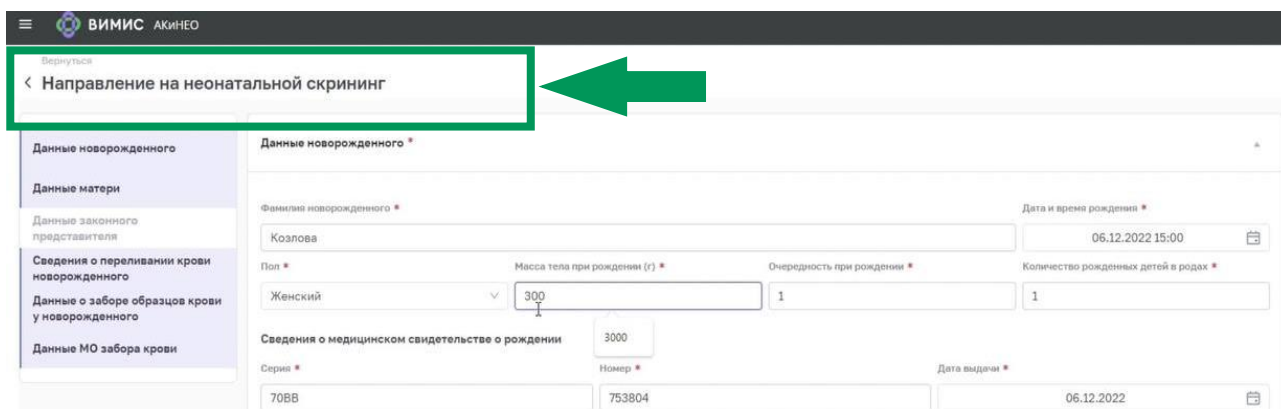 ВИМИС АКиНЕО
Вернуться
Направление на неонатальной скрининг
Данные новорожденного
Данные матери
Данные законного
представителя
Сведения о переливании крови
новорожденного
Данные о заборе образцов крови
у новорожденного
Данные МО забора крови
Данные новорожденного *
Фамилия новорожденного * Дата и время рождения *
Козлова 06.12.2022 15:00
Пол * Масса тела при рождении (г) * Очередность при рождении * Количество рожденных детей в родах *
Женский 300 1 1
3000
Сведения о медицинском свидетельстве о рождении
Серия * Номер * Дата выдачи *
70ВВ 753804 06.12.2022